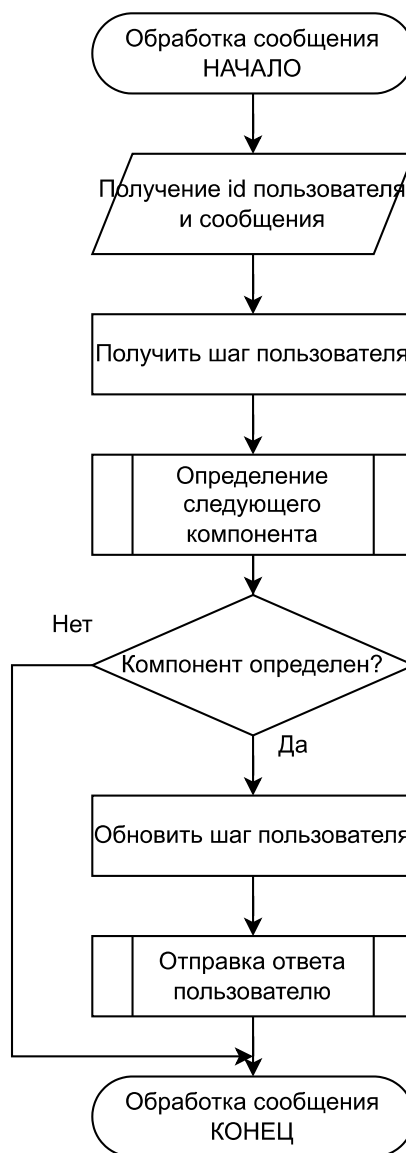 Обработка сообщения
НАЧАЛО
Получение id пользователя
и сообщения
Получить шаг пользователя
Определение
следующего
компонента
Нет
Компонент определен?
Да
Обновить шаг пользователя
Отправка ответа
пользователю
Обработка сообщения
КОНЕЦ